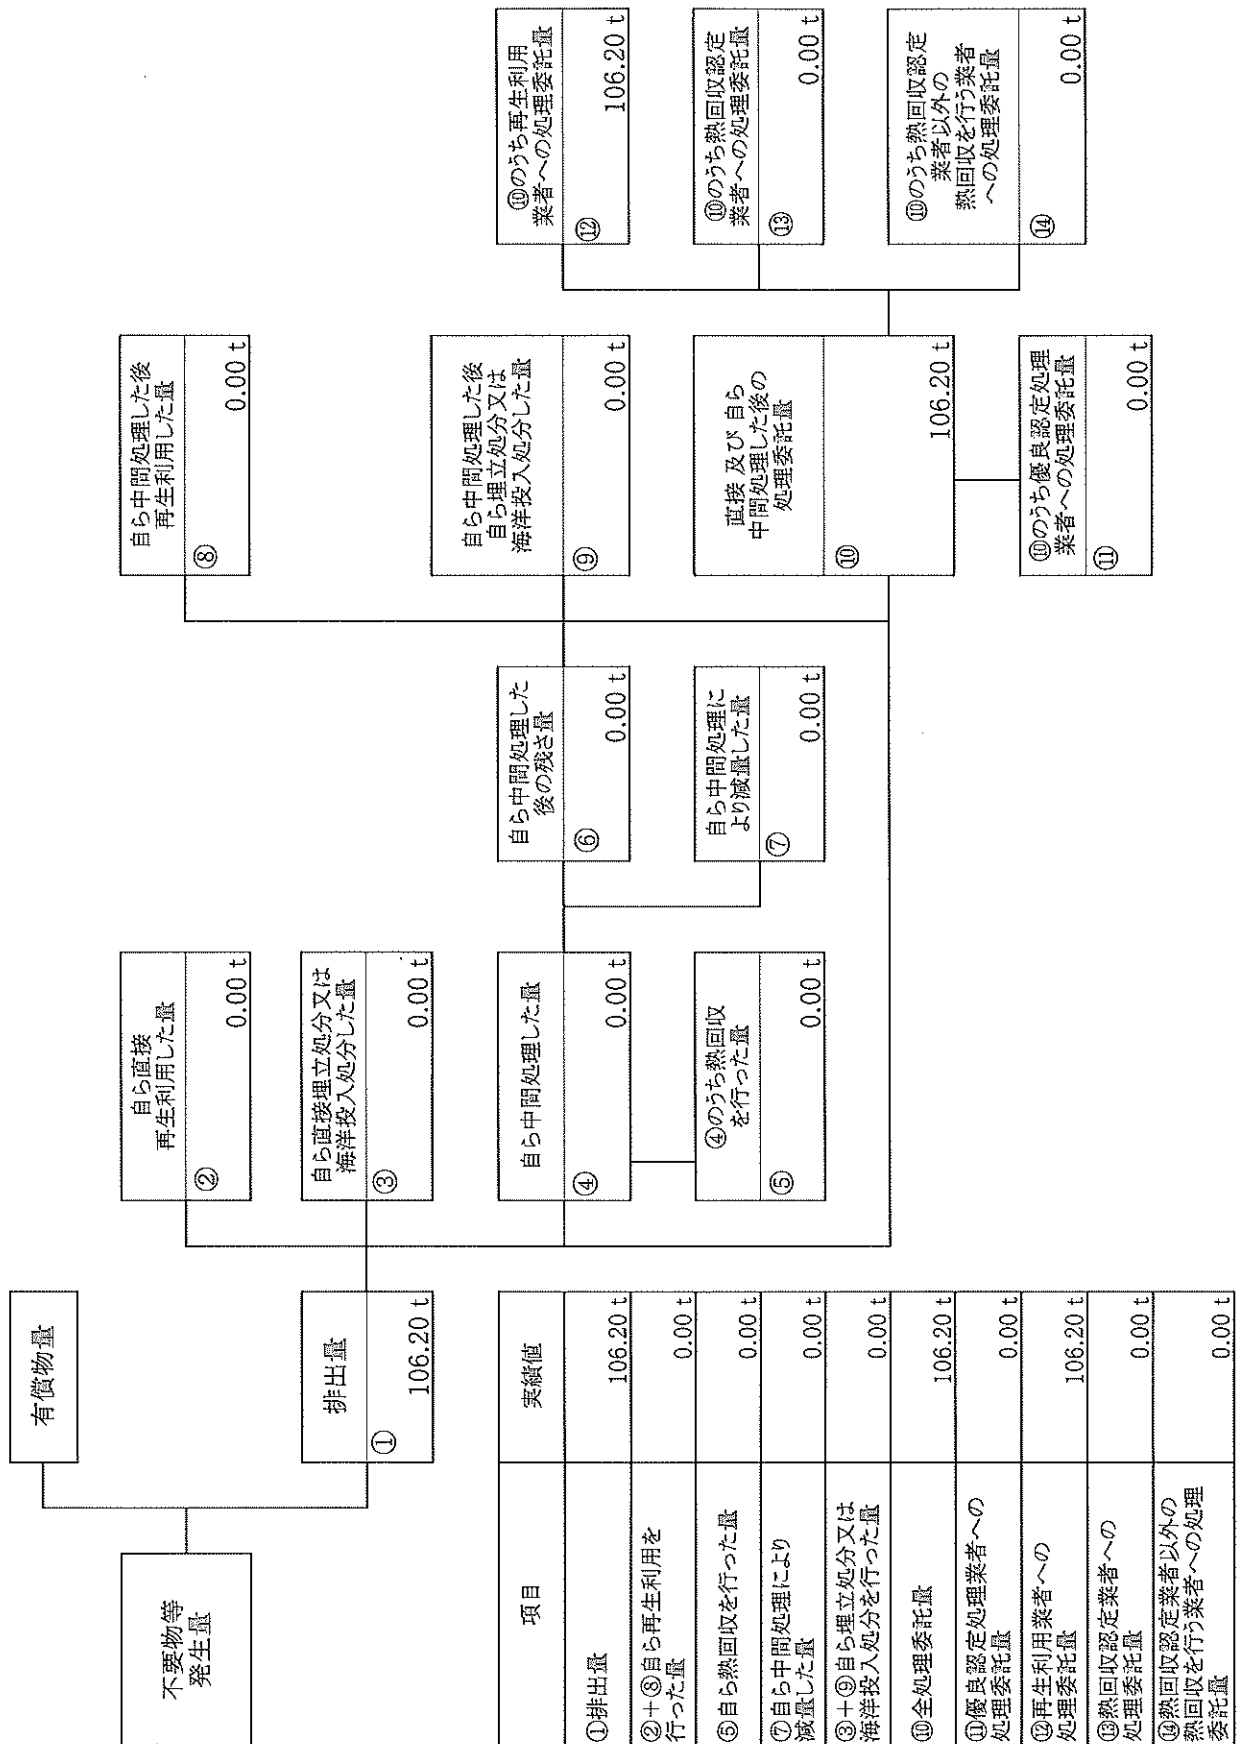 不要物等
発生量
有償物量
排出量
①
106.20 t
自ら直接
再生利用した量
②
0.00 t
自ら直接埋立処分又は
海洋投入処分した量
③
0.00 t
自ら中間処理した量
④
0.00 t
④のうち熱回収
を行った量
⑤
0.00 t
自ら中間処理した
後の残さ量
⑥
0.00 t
自ら中間処理に
より減量した量
⑦
0.00 t
自ら中間処理した後
再生利用した量
⑧
0.00 t
自ら中間処理した後
自ら埋立処分又は
海洋投入処分した量
⑨
0.00 t
直接 及び 自ら
中間処理した後の
処理委託量
⑩
106.20 t
⑩のうち優良認定処理
業者への処理委託量
⑪
0.00 t
⑩のうち再生利用
業者への処理委託量
⑫
106.20 t
⑩のうち熱回収認定
業者への処理委託量
⑬
0.00 t
⑩のうち熱回収認定
業者以外の
熱回収を行う業者
への処理委託量
⑭
0.00 t
項目 実績値
①排出量 106.20 t
②+⑧自ら再生利用を
行った量 0.00 t
⑤自ら熱回収を行った量 0.00 t
⑦自ら中間処理により
減量した量 0.00 t
③+⑨自ら埋立処分又は
海洋投入処分を行った量 0.00 t
⑩全処理委託量 106.20 t
⑪優良認定処理業者への
処理委託量 0.00 t
⑫再生利用業者への
処理委託量 106.20 t
⑬熱回収認定業者への
処理委託量 0.00 t
⑭熱回収認定業者以外の
熱回収を行う業者への処理
委託量 0.00 t